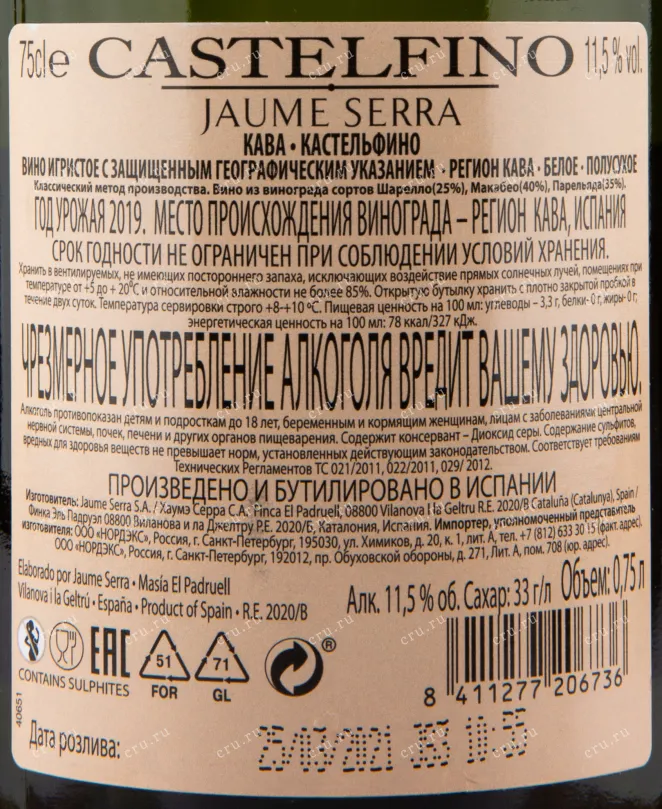 75cl e CASTELFINO 11,5 % vol.
JAUME SERRA
КАВА • КАСТЕЛЬФИНО
ВИНО ИГРИСТОЕ С ЗАЩИЩЕННЫМ ГЕОГРАФИЧЕСКИМ УКАЗАНИЕМ • РЕГИОН КАВА • БЕЛОЕ • ПОЛУСУХОЕ
Классический метод производства. Вино из винограда сортов Шарелло(25%), Макабео(40%), Парельяда(35%).
ГОД УРОЖАЯ 2019. МЕСТО ПРОИСХОЖДЕНИЯ ВИНОГРАДА – РЕГИОН КАВА, ИСПАНИЯ
СРОК ГОДНОСТИ НЕ ОГРАНИЧЕН ПРИ СОБЛЮДЕНИИ УСЛОВИЙ ХРАНЕНИЯ.
Хранить в вентилируемых, не имеющих постороннего запаха, исключающих воздействие прямых солнечных лучей, помещениях при
температуре от +5 до + 20°C и относительной влажности не более 85%. Открытую бутылку хранить с плотно закрытой пробкой в
течение двух суток. Температура сервировки строго +8-+10 °C. Пищевая ценность на 100 мл: углеводы – 3,3 г, белки- 0 г, жиры- 0 г;
энергетическая ценность на 100 мл: 78 ккал/327 кДж.
ЧРЕЗМЕРНОЕ УПОТРЕБЛЕНИЕ АЛКОГОЛЯ ВРЕДИТ ВАШЕМУ ЗДОРОВЬЮ.
Алкоголь противопоказан детям и подросткам до 18 лет, беременным и кормящим женщинам, лицам с заболеваниями центральной
нервной системы, почек, печени и других органов пищеварения. Содержит консервант – Диоксид серы. Содержание сульфитов,
вредных для здоровья веществ не превышает норм, установленных действующим законодательством. Соответствует требованиям
Технических Регламентов ТС 021/2011, 022/2011, 029/ 2012.
ПРОИЗВЕДЕНО И БУТИЛИРОВАНО В ИСПАНИИ
Изготовитель: Jaume Serra S.A. / Хаумэ Серра С.А. Finca El Padruell, 08800 Vilanova i la Geltru R.E. 2020/B Cataluña (Catalunya), Spain /
Финка Эль Падруэл 08800 Виланова и ла Джелтру Р.Е. 2020/Б, Каталония, Испания. Импортер, уполномоченный представитель
изготовителя: ООО «НОРДЭКС», Россия, г. Санкт-Петербург, 195030, ул. Химиков, д. 20, к. 1, лит. А, тел. +7 (812) 633 30 15 (факт. адрес).
ООО «НОРДЭКС», Россия, г. Санкт-Петербург, 192012, пр. Обуховской обороны, д. 271, Лит. А, пом. 708 (юр. адрес).
Elaborado por Jaume Serra • Masía El Padruell
Vilanova i la Geltrú • España • Product of Spain • R.E. 2020/B
Алк. 11,5 % об. Сахар: 33 г/л Объем: 0,75 л
EAC 51 71 ®
FOR GL
CONTAINS SULPHITES
8 411277 206736
40651
Дата розлива: 25/03/2021 10:55